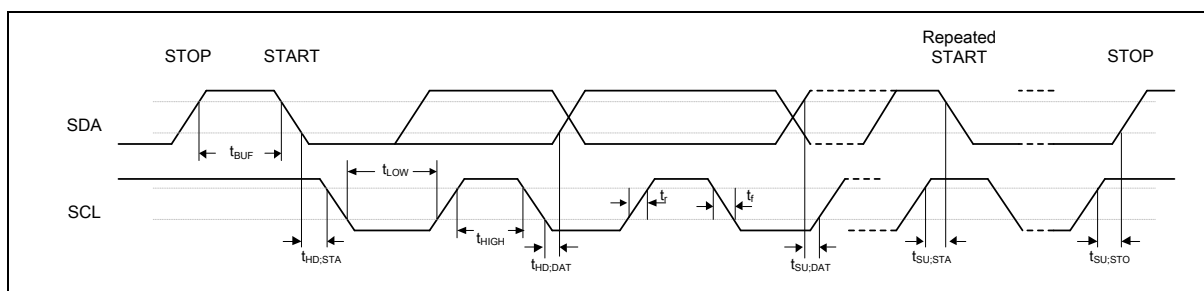 Repeated
STOP START START STOP
SDA
tBUF
tLOW
SCL
tr tf
tHIGH
tHD;STA tHD;DAT tSU;DAT tSU;STA tSU;STO